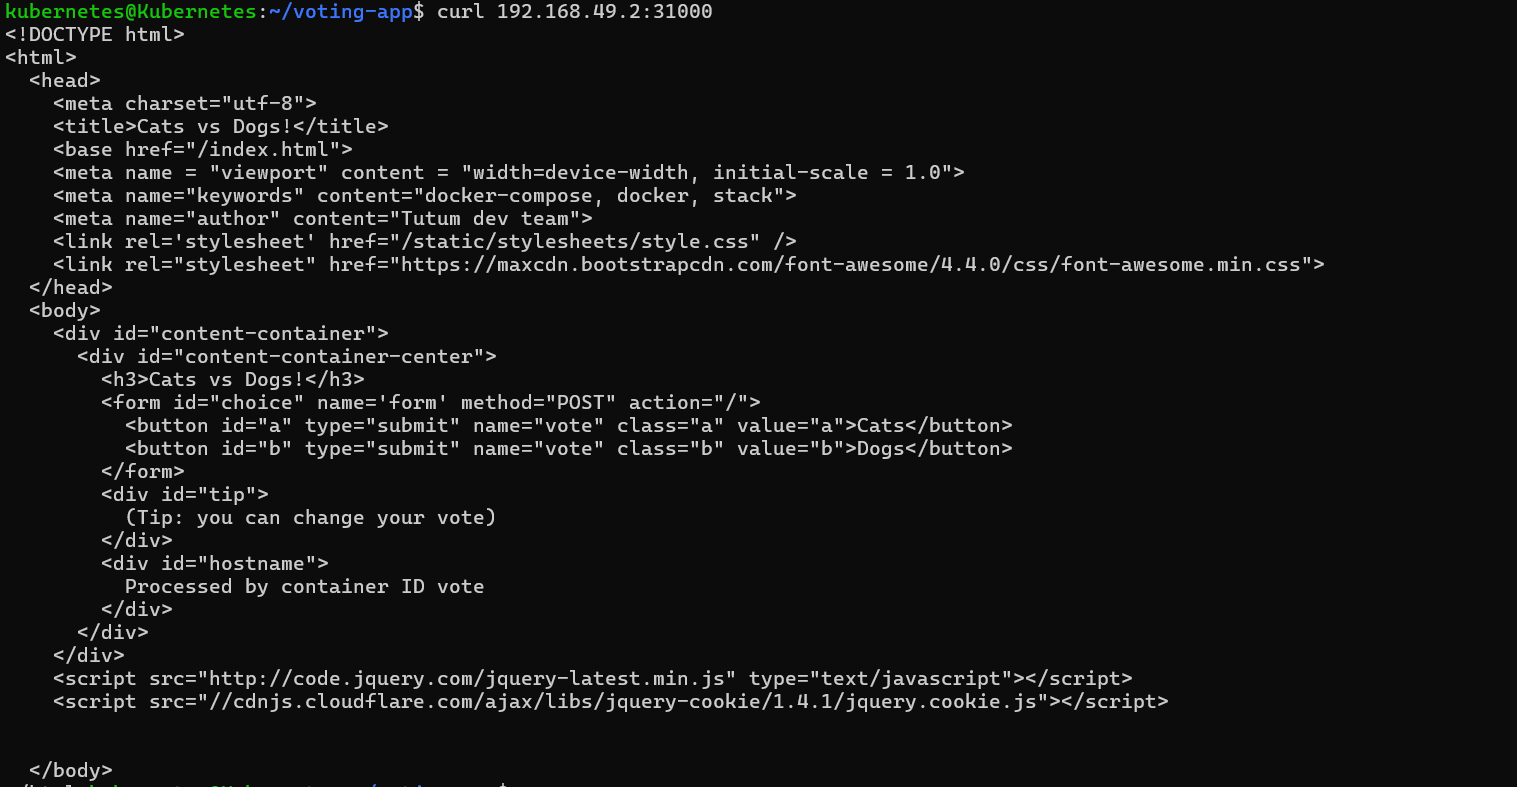 kubernetes@Kubernetes:~/voting-app$ curl 192.168.49.2:31000
<!DOCTYPE html>
<html>
  <head>
    <meta charset="utf-8">
    <title>Cats vs Dogs!</title>
    <base href="/index.html">
    <meta name = "viewport" content = "width=device-width, initial-scale = 1.0">
    <meta name="keywords" content="docker-compose, docker, stack">
    <meta name="author" content="Tutum dev team">
    <link rel='stylesheet' href="/static/stylesheets/style.css" />
    <link rel="stylesheet" href="https://maxcdn.bootstrapcdn.com/font-awesome/4.4.0/css/font-awesome.min.css">
  </head>
  <body>
    <div id="content-container">
      <div id="content-container-center">
        <h3>Cats vs Dogs!</h3>
        <form id="choice" name='form' method="POST" action="/">
          <button id="a" type="submit" name="vote" class="a" value="a">Cats</button>
          <button id="b" type="submit" name="vote" class="b" value="b">Dogs</button>
        </form>
        <div id="tip">
          (Tip: you can change your vote)
        </div>
        <div id="hostname">
          Processed by container ID vote
        </div>
      </div>
    </div>
    <script src="http://code.jquery.com/jquery-latest.min.js" type="text/javascript"></script>
    <script src="//cdnjs.cloudflare.com/ajax/libs/jquery-cookie/1.4.1/jquery.cookie.js"></script>
  </body>